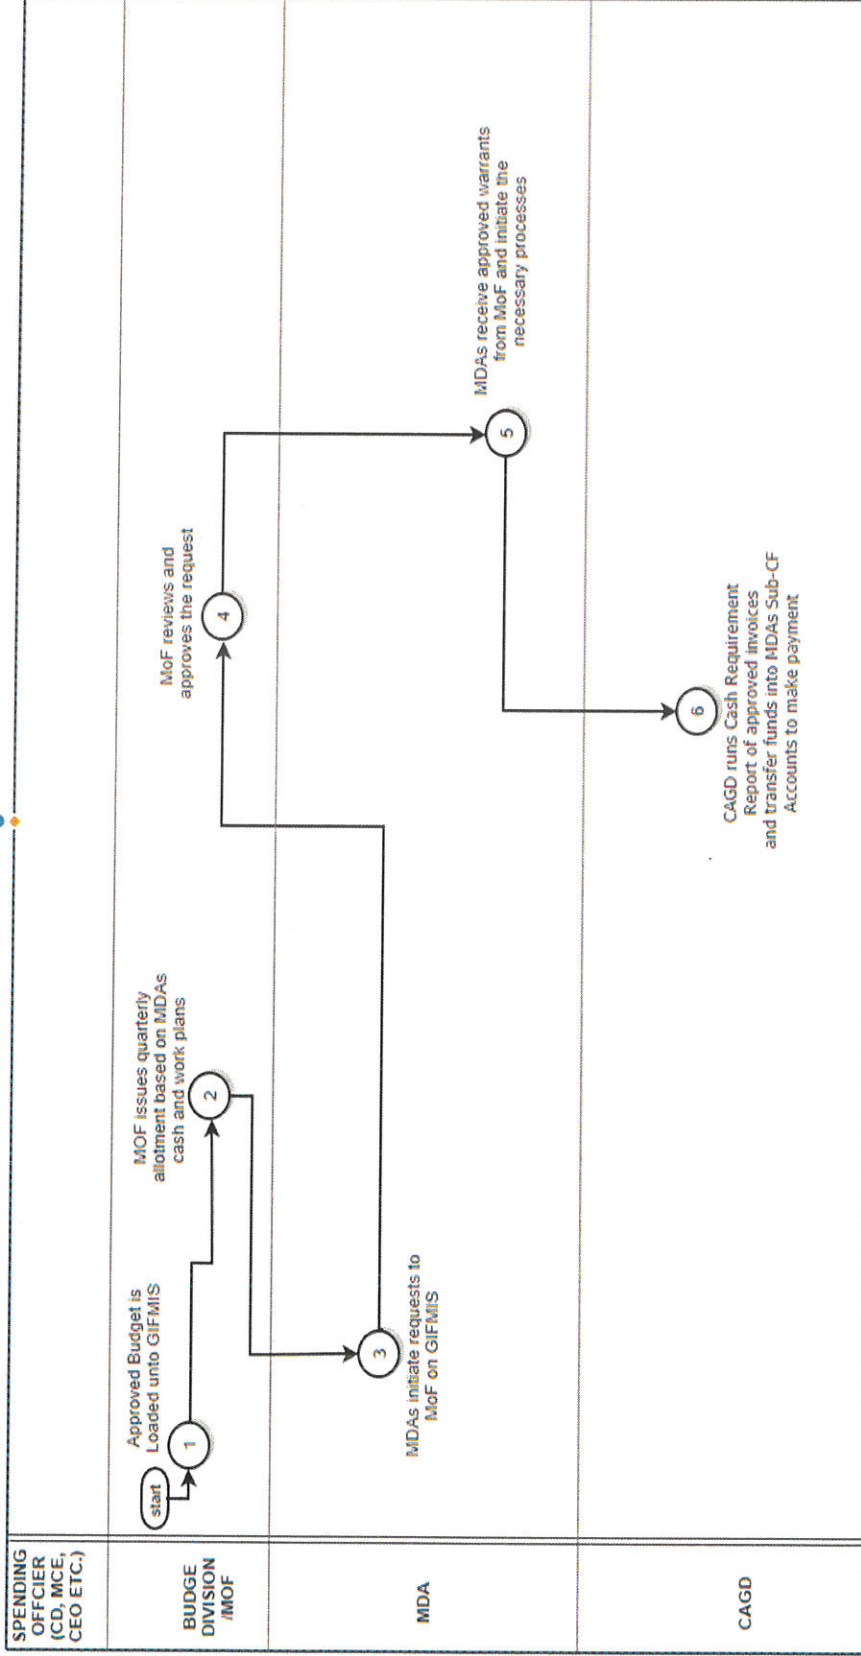 SPENDING
OFFCIER
(CD, MCE,
CEO ETC.)
BUDGE
DIVISION
/MOF
start
1
Approved Budget is
Loaded unto GIFMIS
2
MOF issues quarterly
allotment based on MDAs
cash and work plans
4
MoF reviews and
approves the request
MDA
3
MDAs initiate requests to
MoF on GIFMIS
5
MDAs receive approved warrants
from MoF and initiate the
necessary processes
CAGD
6
CAGD runs Cash Requirement
Report of approved invoices
and transfer funds into MDAs Sub-CF
Accounts to make payment